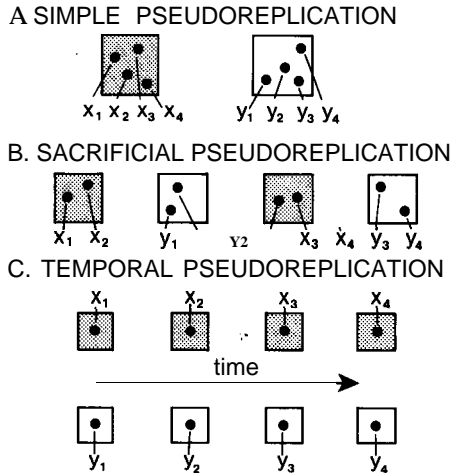 A SIMPLE PSEUDOREPLICATION
x₁ x₂ x₃ x₄ y₁ y₂ y₃ y₄
B. SACRIFICIAL PSEUDOREPLICATION
x₁ x₂ y₁ Y2 x₃ x₄ y₃ y₄
C. TEMPORAL PSEUDOREPLICATION
x₁ x₂ x₃ x₄
time
y₁ y₂ y₃ y₄